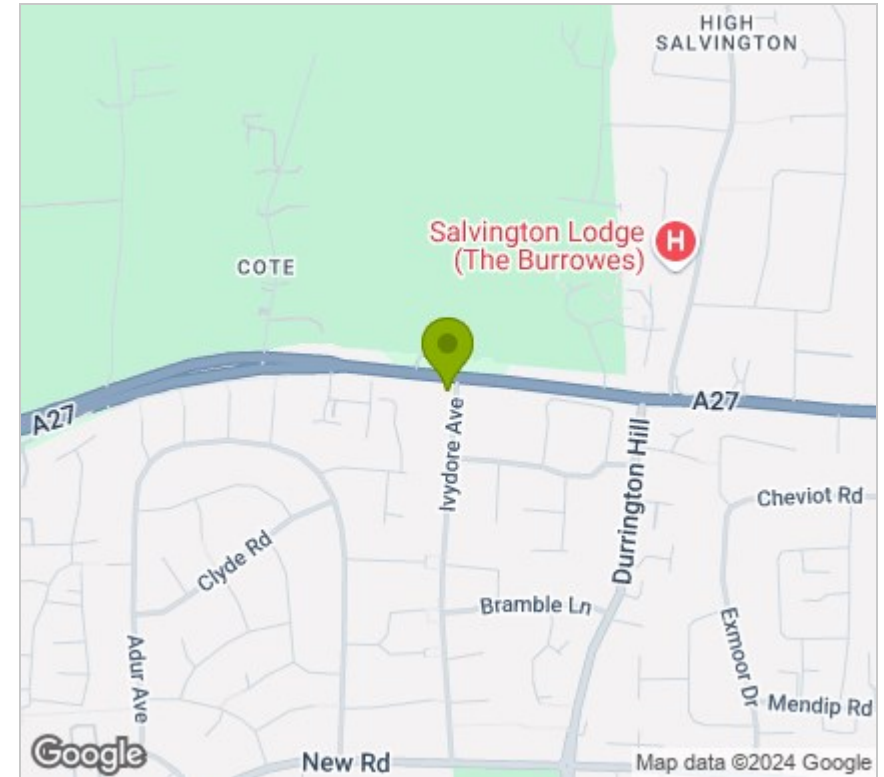 HIGH
SALVINGTON
Salvington Lodge
(The Burrowes)
H
COTE
A27
A27
Ivydore Ave
Durrington Hill
Cheviot Rd
Clyde Rd
Bramble Ln
Exmoor Dr
Adur Ave
Mendip Rd
New Rd
Google
Map data ©2024 Google